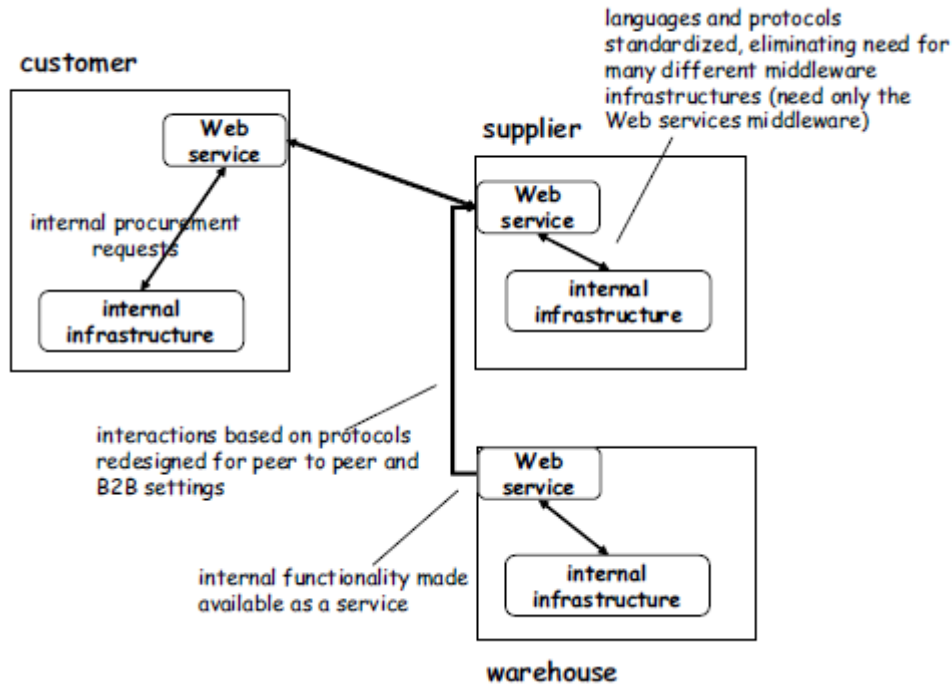 languages and protocols
standardized, eliminating need for
many different middleware
infrastructures (need only the
Web services middleware)
customer
supplier
Web
service
internal procurement
requests
internal
infrastructure
Web
service
internal
infrastructure
interactions based on protocols
redesigned for peer to peer and
B2B settings
Web
service
internal functionality made
available as a service
internal
infrastructure
warehouse